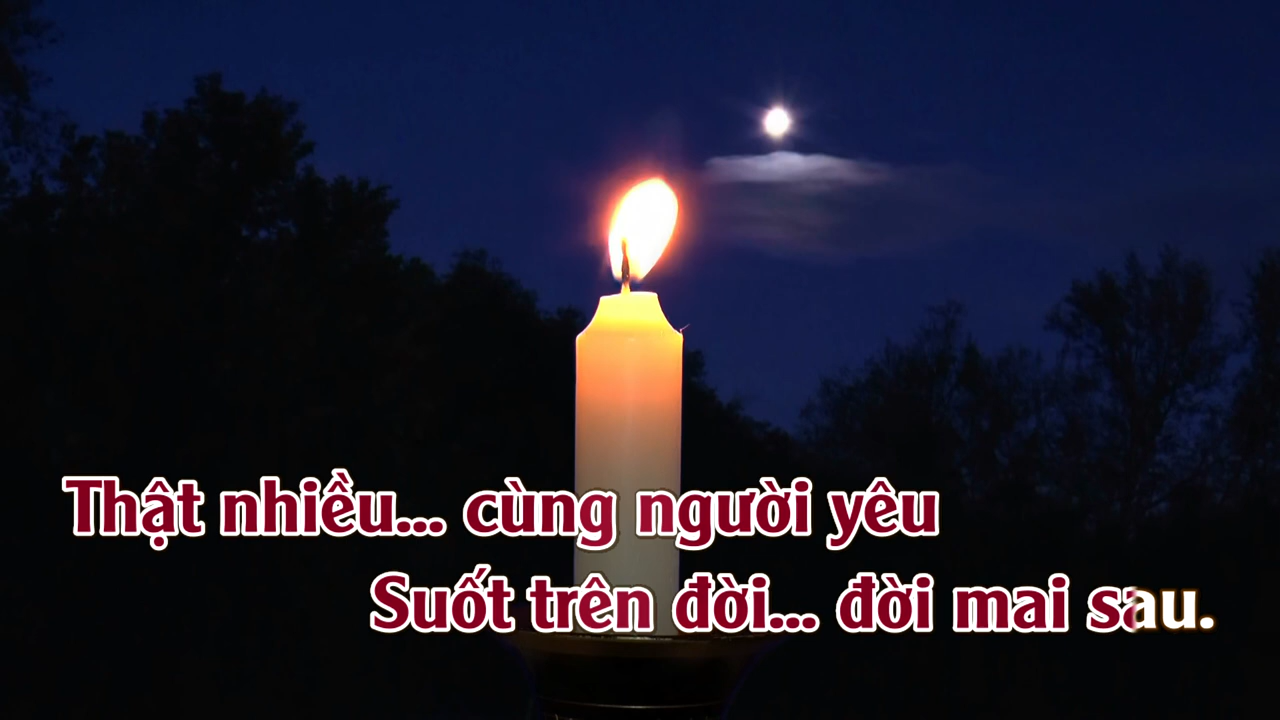 Thật nhiều... cùng người yêu
Suốt trên đời... đời mai sau.